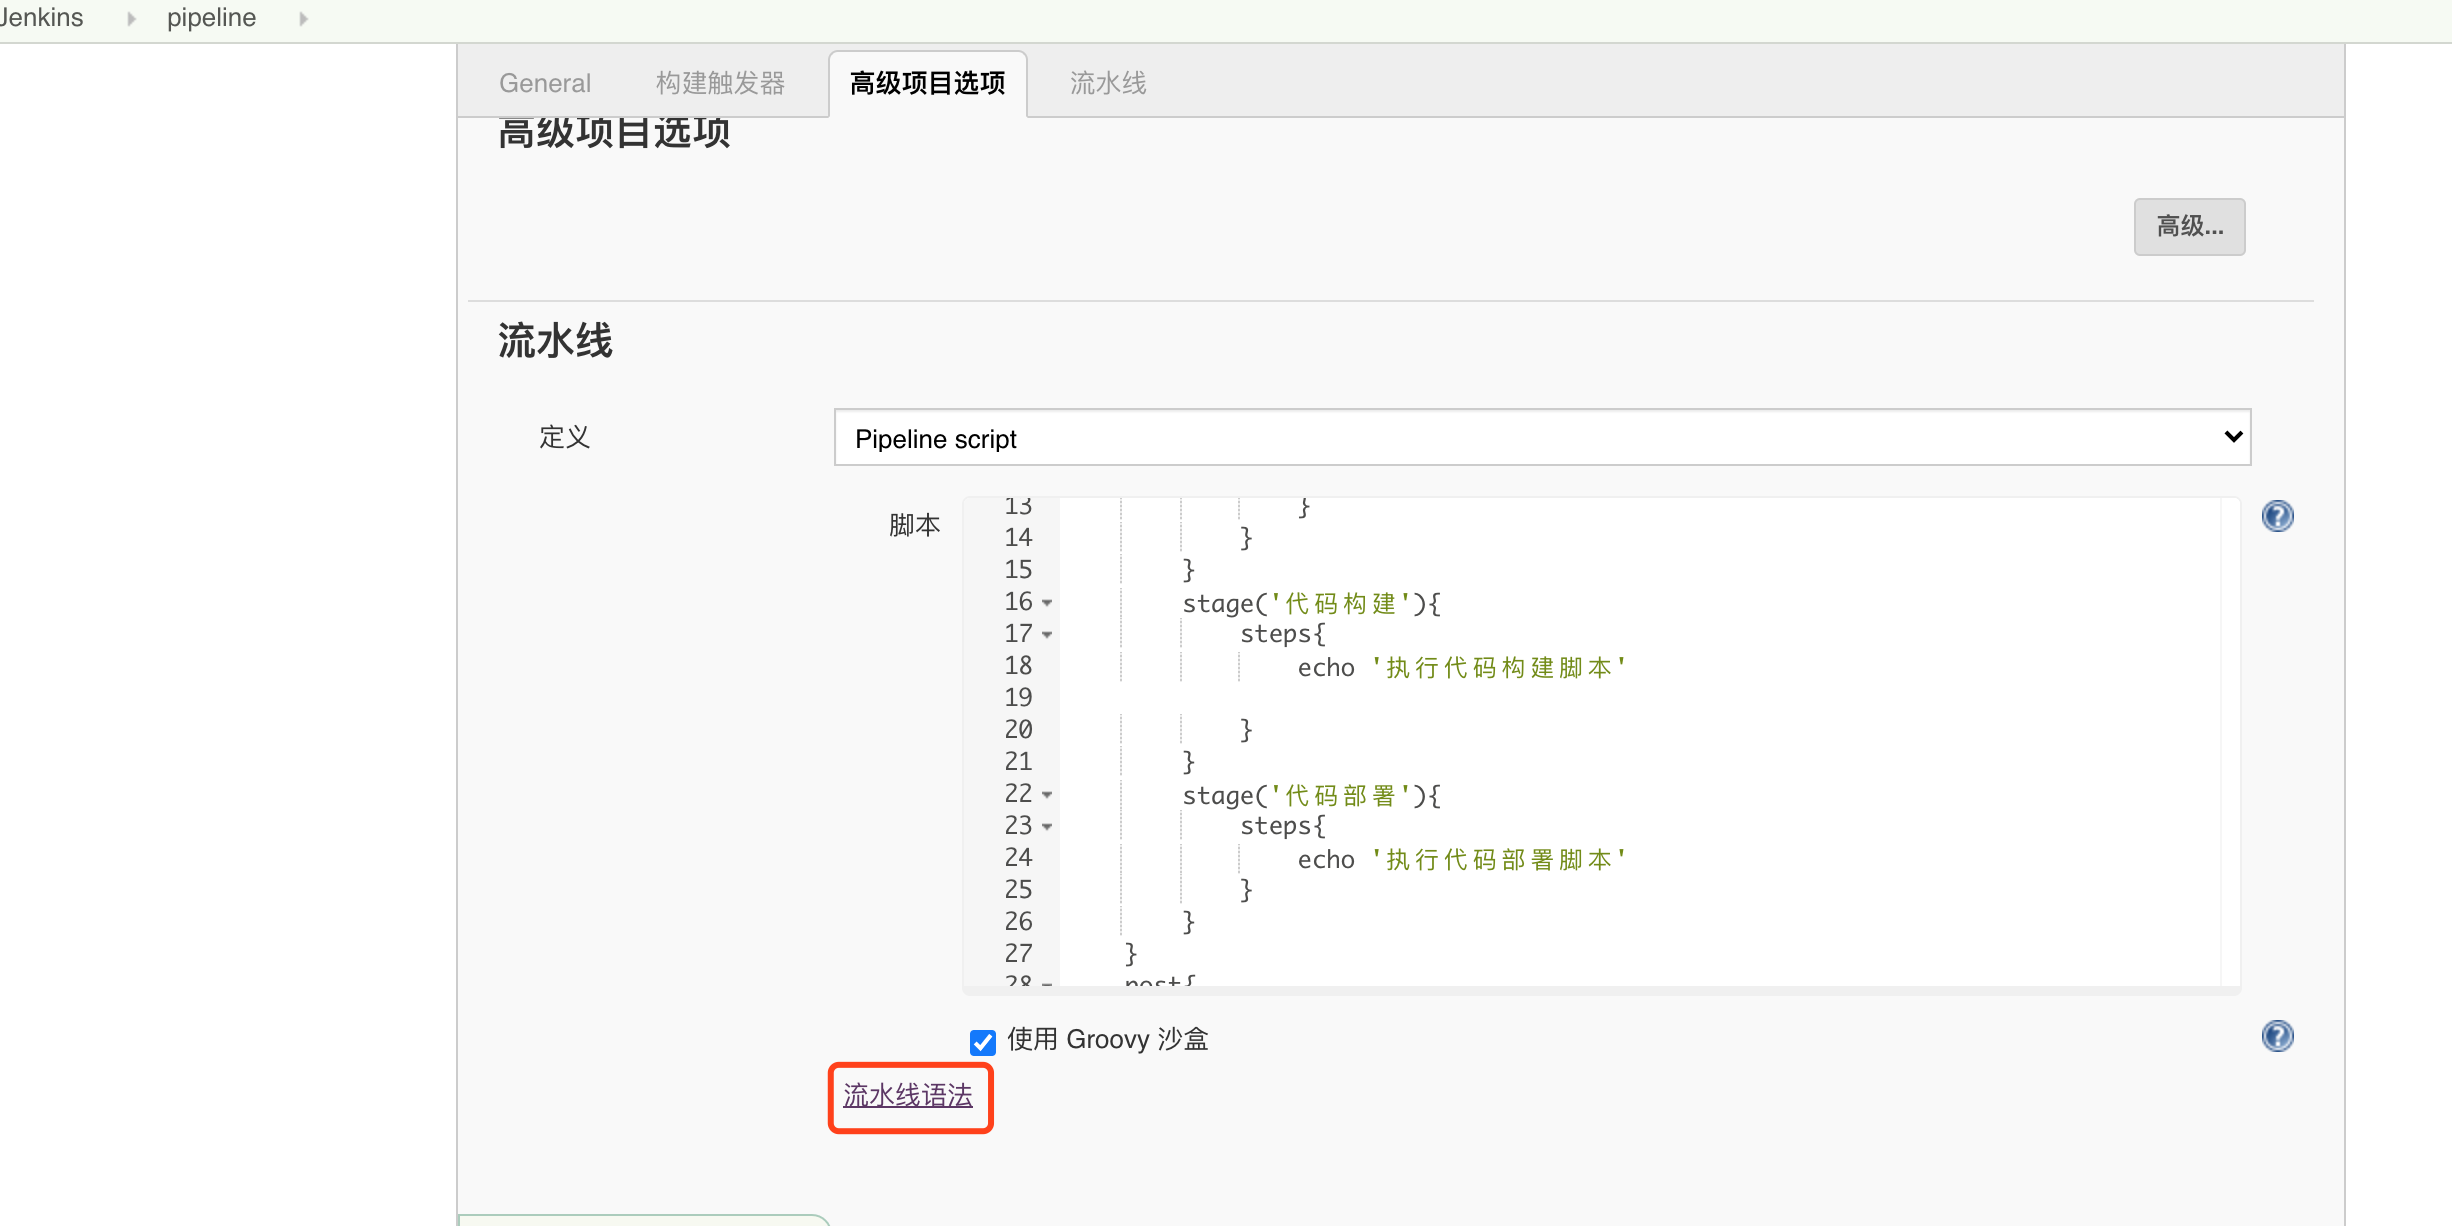 Jenkins pipeline
General 构建触发器 高级项目选项 流水线
高级项目选项
高级...
流水线
定义 Pipeline script
脚本
13 }
14 }
15 }
16 stage('代码构建'){
17 steps{
18 echo '执行代码构建脚本'
19
20 }
21 }
22 stage('代码部署'){
23 steps{
24 echo '执行代码部署脚本'
25 }
26 }
27 }
28 post{
使用 Groovy 沙盒
流水线语法